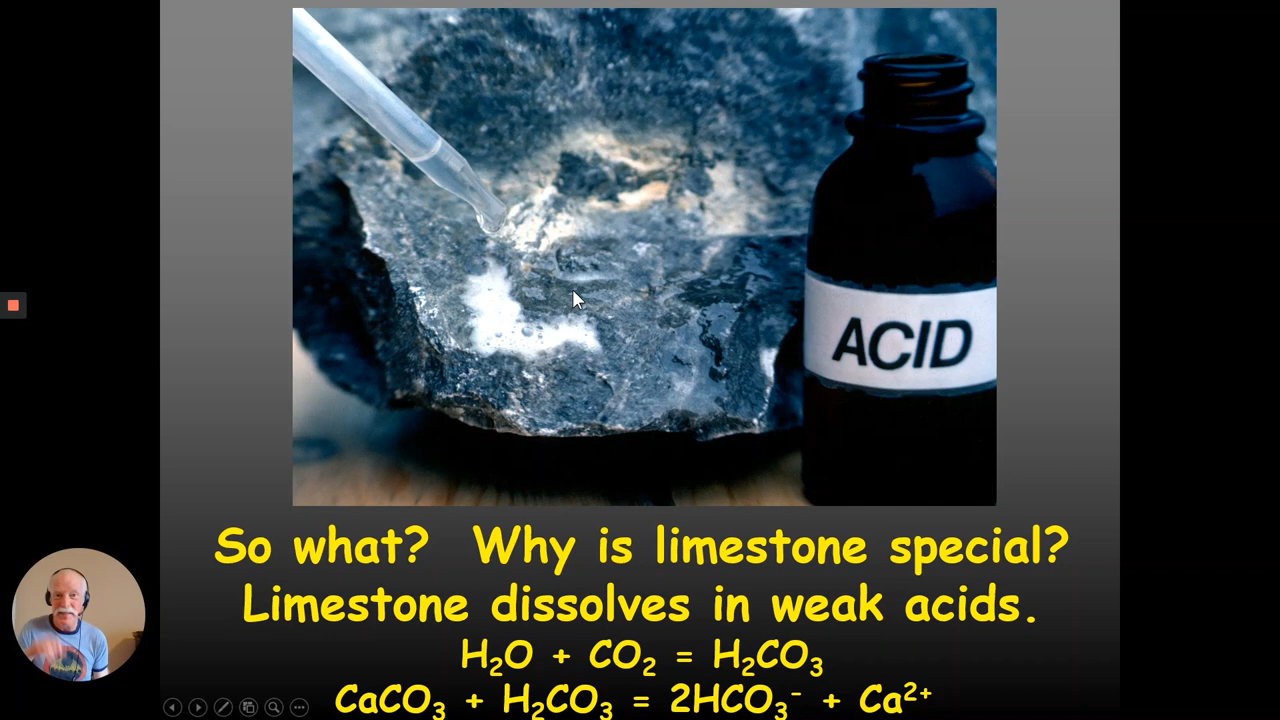 ACID
So what? Why is limestone special?
Limestone dissolves in weak acids.
H₂O + CO₂ = H₂CO₃
CaCO₃ + H₂CO₃ = 2HCO₃⁻ + Ca²⁺